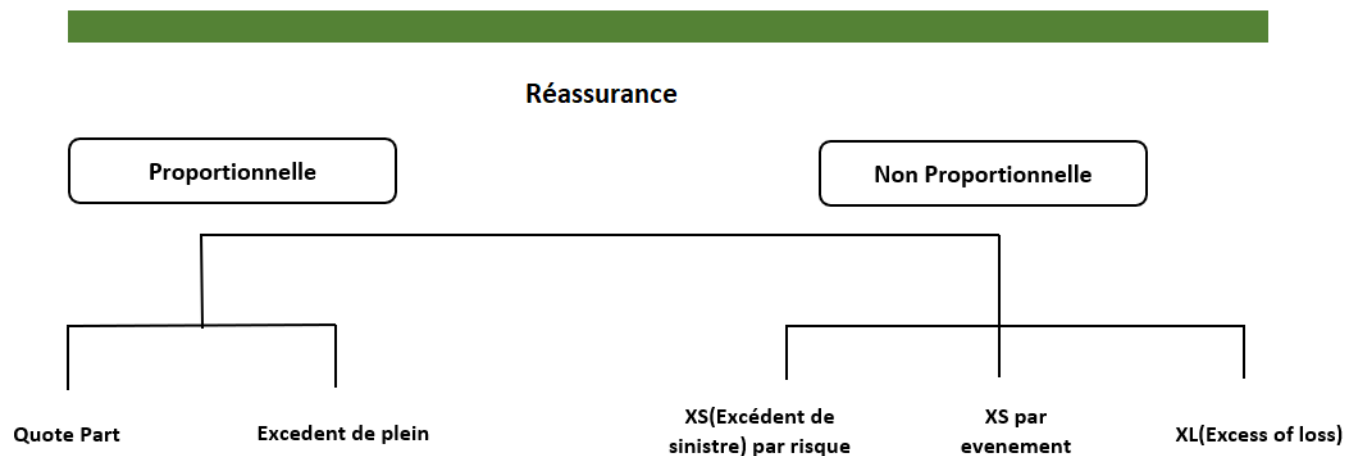 Réassurance
Proportionnelle
Non Proportionnelle
Quote Part
Excedent de plein
XS(Excédent de
sinistre) par risque
XS par
evenement
XL(Excess of loss)